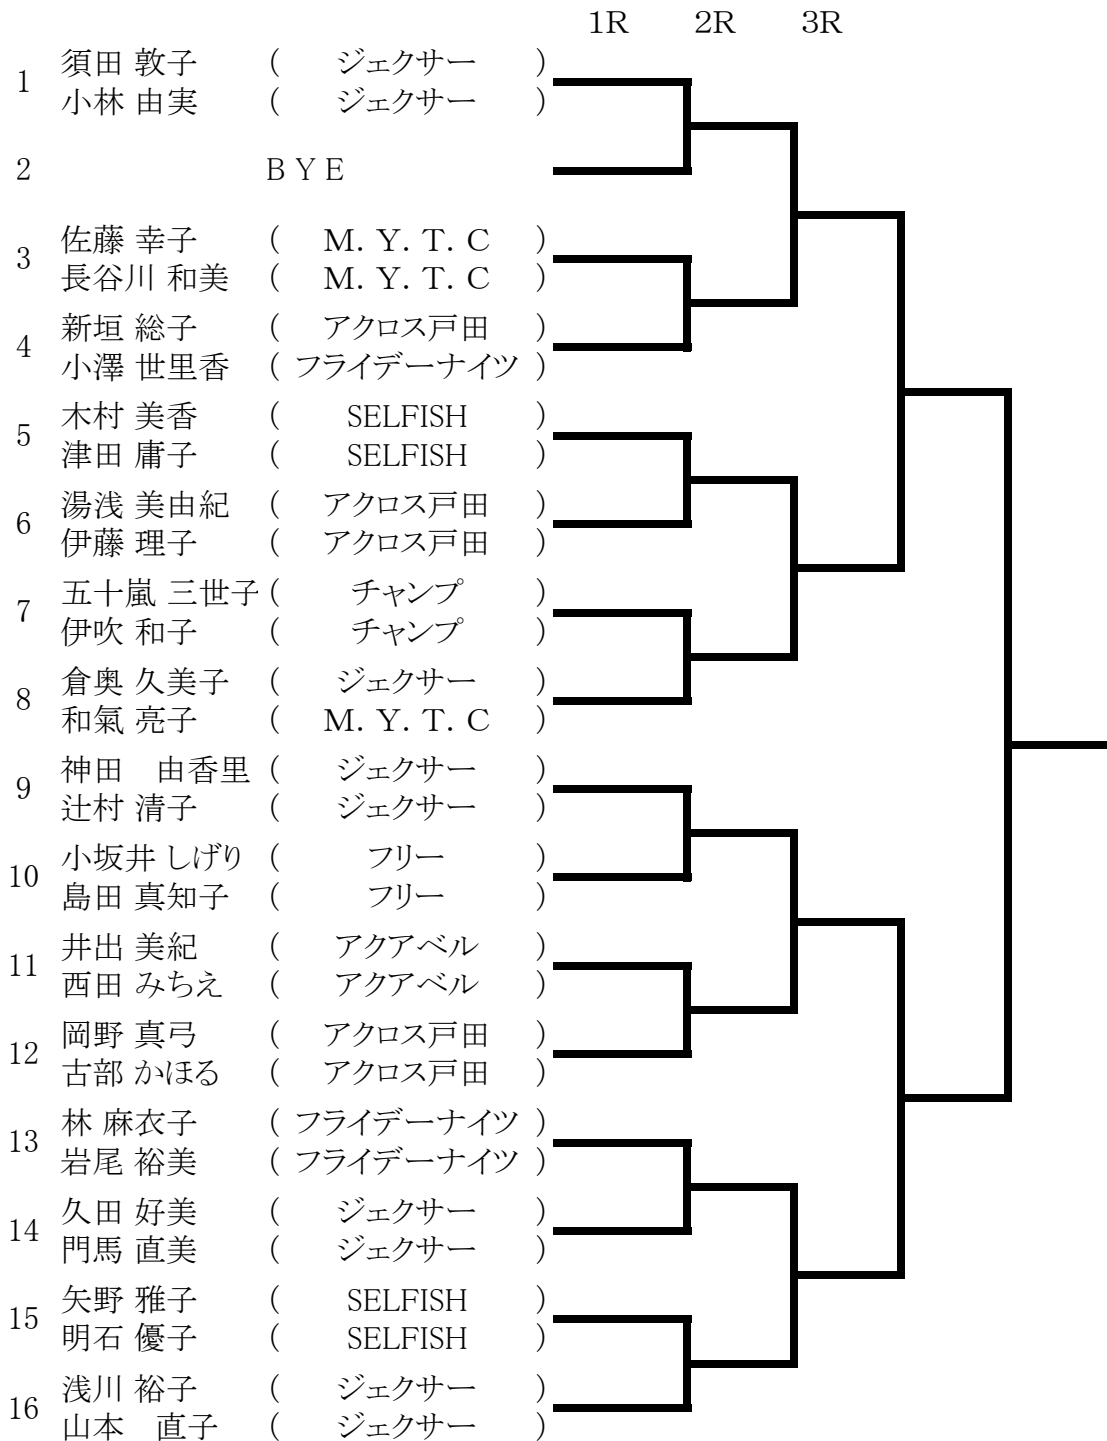 1R 2R 3R
須田 敦子 ( ジェクサー )
1
小林 由実 ( ジェクサー )
2 BYE
佐藤 幸子 ( M. Y. T. C )
3
長谷川 和美 ( M. Y. T. C )
新垣 総子 ( アクロス戸田 )
4
小澤 世里香 ( フライデーナイツ )
木村 美香 ( SELFISH )
5
津田 庸子 ( SELFISH )
湯浅 美由紀 ( アクロス戸田 )
6
伊藤 理子 ( アクロス戸田 )
五十嵐 三世子 ( チャンプ )
7
伊吹 和子 ( チャンプ )
倉奥 久美子 ( ジェクサー )
8
和氣 亮子 ( M. Y. T. C )
神田　由香里 ( ジェクサー )
9
辻村 清子 ( ジェクサー )
小坂井 しげり ( フリー )
10
島田 真知子 ( フリー )
井出 美紀 ( アクアベル )
11
西田 みちえ ( アクアベル )
岡野 真弓 ( アクロス戸田 )
12
古部 かほる ( アクロス戸田 )
林 麻衣子 ( フライデーナイツ )
13
岩尾 裕美 ( フライデーナイツ )
久田 好美 ( ジェクサー )
14
門馬 直美 ( ジェクサー )
矢野 雅子 ( SELFISH )
15
明石 優子 ( SELFISH )
浅川 裕子 ( ジェクサー )
16
山本　直子 ( ジェクサー )